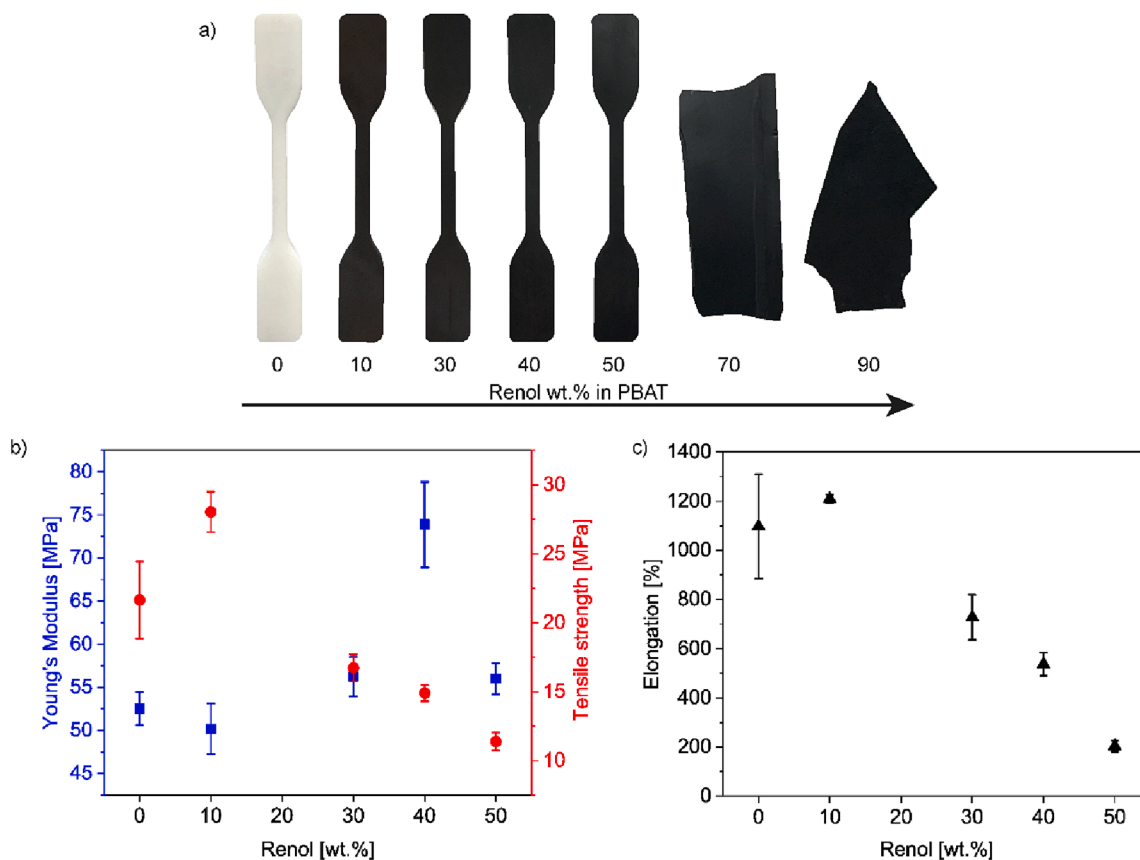 a)
0 10 30 40 50 70 90
Renol wt.% in PBAT
b)
Young's Modulus [MPa]
80
75
70
65
60
55
50
45
0 10 20 30 40 50
Renol [wt.%]
30
25
20
15
10
Tensile strength [MPa]
c)
Elongation [%]
1400
1200
1000
800
600
400
200
0
0 10 20 30 40 50
Renol [wt.%]